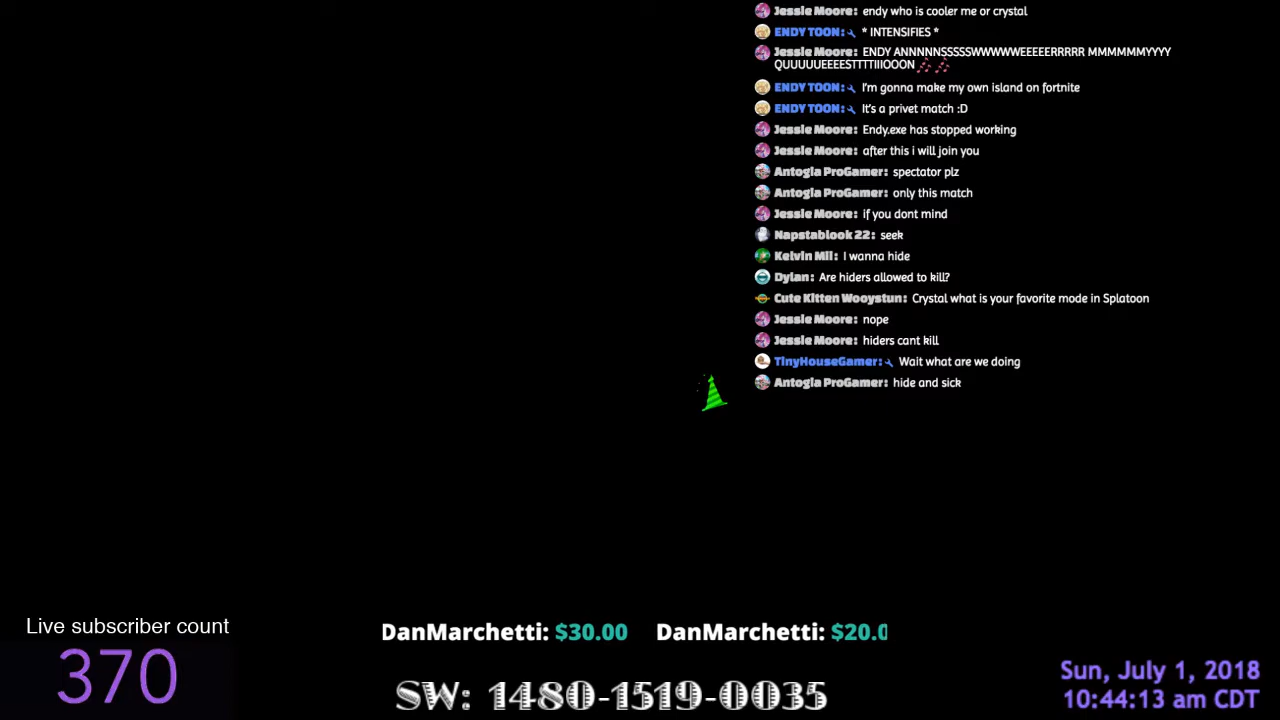 Jessie Moore: endy who is cooler me or crystal
ENDY TOON: * INTENSIFIES *
Jessie Moore: ENDY ANNNNNSSSSSWWWWWEEEEERRRRR MMMMMMYYYY
QUUUUUEEEESTTTTIIIOOON
ENDY TOON: I'm gonna make my own island on fortnite
ENDY TOON: It's a privet match :D
Jessie Moore: Endy.exe has stopped working
Jessie Moore: after this i will join you
Antogia ProGamer: spectator plz
Antogia ProGamer: only this match
Jessie Moore: if you dont mind
Napstablook 22: seek
Kelvin Mii: I wanna hide
Dylan: Are hiders allowed to kill?
Cute Kitten Wooystun: Crystal what is your favorite mode in Splatoon
Jessie Moore: nope
Jessie Moore: hiders cant kill
TinyHouseGamer: Wait what are we doing
Antogia ProGamer: hide and sick
Live subscriber count
370
DanMarchetti: $30.00 DanMarchetti: $20.0
SW: 1480-1519-0035
Sun, July 1, 2018
10:44:13 am CDT